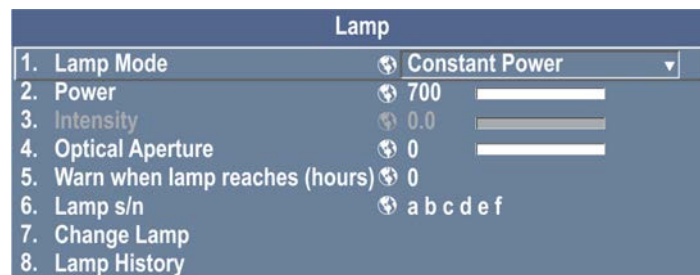 Lamp
1. Lamp Mode Constant Power
2. Power 700
3. Intensity 0.0
4. Optical Aperture 0
5. Warn when lamp reaches (hours) 0
6. Lamp s/n a b c d e f
7. Change Lamp
8. Lamp History